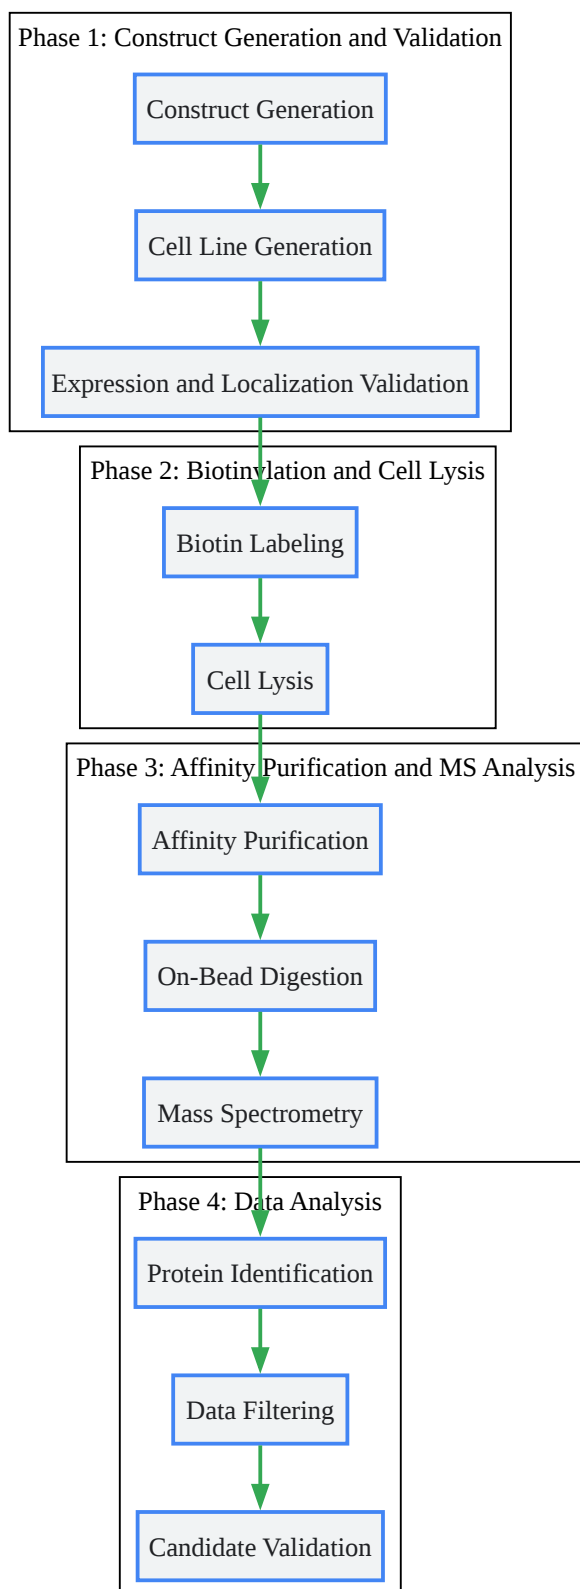 Phase 1: Construct Generation and Validation
Construct Generation
Cell Line Generation
Expression and Localization Validation
Phase 2: Biotinylation and Cell Lysis
Biotin Labeling
Cell Lysis
Phase 3: Affinity Purification and MS Analysis
Affinity Purification
On-Bead Digestion
Mass Spectrometry
Phase 4: Data Analysis
Protein Identification
Data Filtering
Candidate Validation